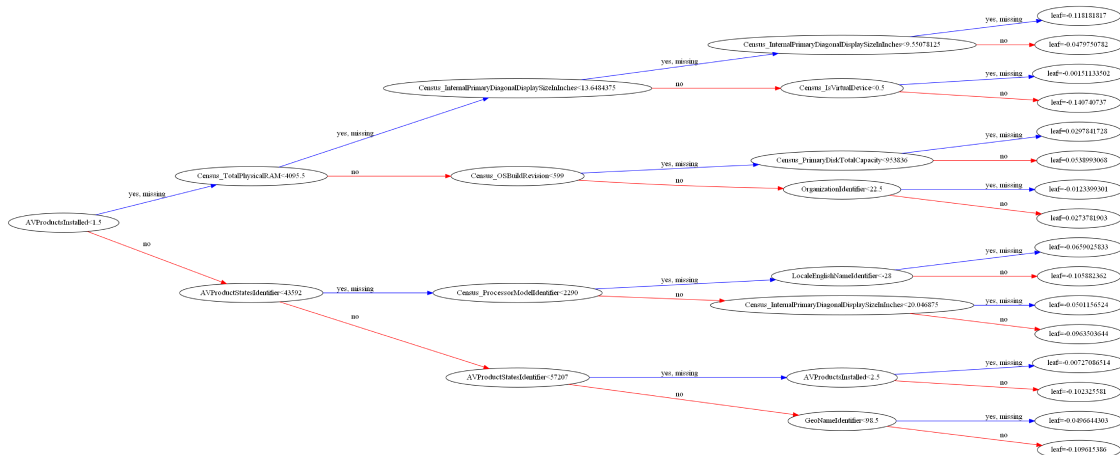 yes, missing
leaf=-0.118181817
Census_InternalPrimaryDiagonalDisplaySizeInInches<9.55078125
no
leaf=-0.0479750782
yes, missing
Census_InternalPrimaryDiagonalDisplaySizeInInches<13.6484375
yes, missing
leaf=-0.00151133502
no
Census_IsVirtualDevice<0.5
no
leaf=-0.140740737
yes, missing
yes, missing
leaf=0.0297841728
yes, missing
Census_PrimaryDiskTotalCapacity<953836
no
leaf=0.0538993068
Census_TotalPhysicalRAM<4095.5
no
Census_OSBuildRevision<599
yes, missing
yes, missing
leaf=-0.0123399301
no
OrganizationIdentifier<22.5
no
leaf=0.0273781903
AVProductsInstalled<1.5
no
yes, missing
leaf=-0.0659025833
LocaleEnglishNameIdentifier<-28
no
leaf=-0.105882362
yes, missing
AVProductStatesIdentifier<43592
yes, missing
Census_ProcessorModelIdentifier<2290
no
Census_InternalPrimaryDiagonalDisplaySizeInInches<20.046875
yes, missing
leaf=-0.0501156524
no
leaf=-0.0963503644
no
yes, missing
leaf=-0.00727086514
AVProductStatesIdentifier<57207
yes, missing
AVProductsInstalled<2.5
no
leaf=-0.102325581
no
yes, missing
leaf=-0.0496644303
GeoNameIdentifier<98.5
no
leaf=-0.109615386